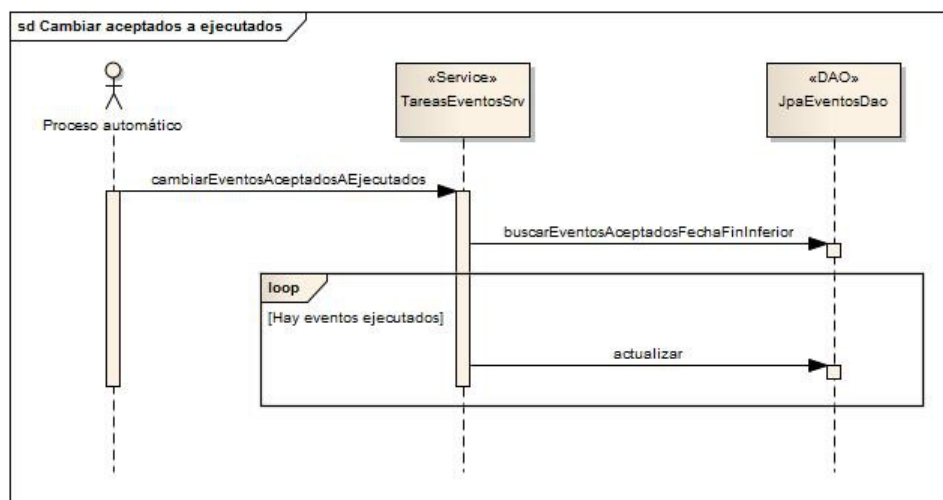 sd Cambiar aceptados a ejecutados
«Service»
TareasEventosSrv
«DAO»
JpaEventosDao
Proceso automático
cambiarEventosAceptadosAEjecutados
buscarEventosAceptadosFechaFinInferior
loop
[Hay eventos ejecutados]
actualizar